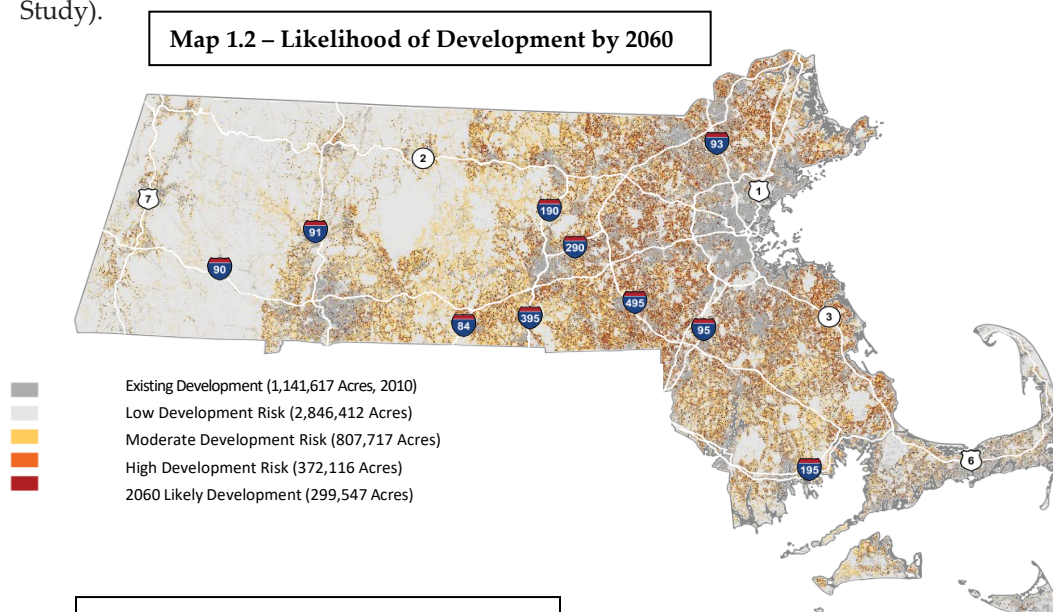 Study).
Map 1.2 – Likelihood of Development by 2060
93
2
1
7
190
91
290
90
495
3
395
84
95
Existing Development (1,141,617 Acres, 2010)
Low Development Risk (2,846,412 Acres)
Moderate Development Risk (807,717 Acres)
High Development Risk (372,116 Acres)
2060 Likely Development (299,547 Acres)
6
195